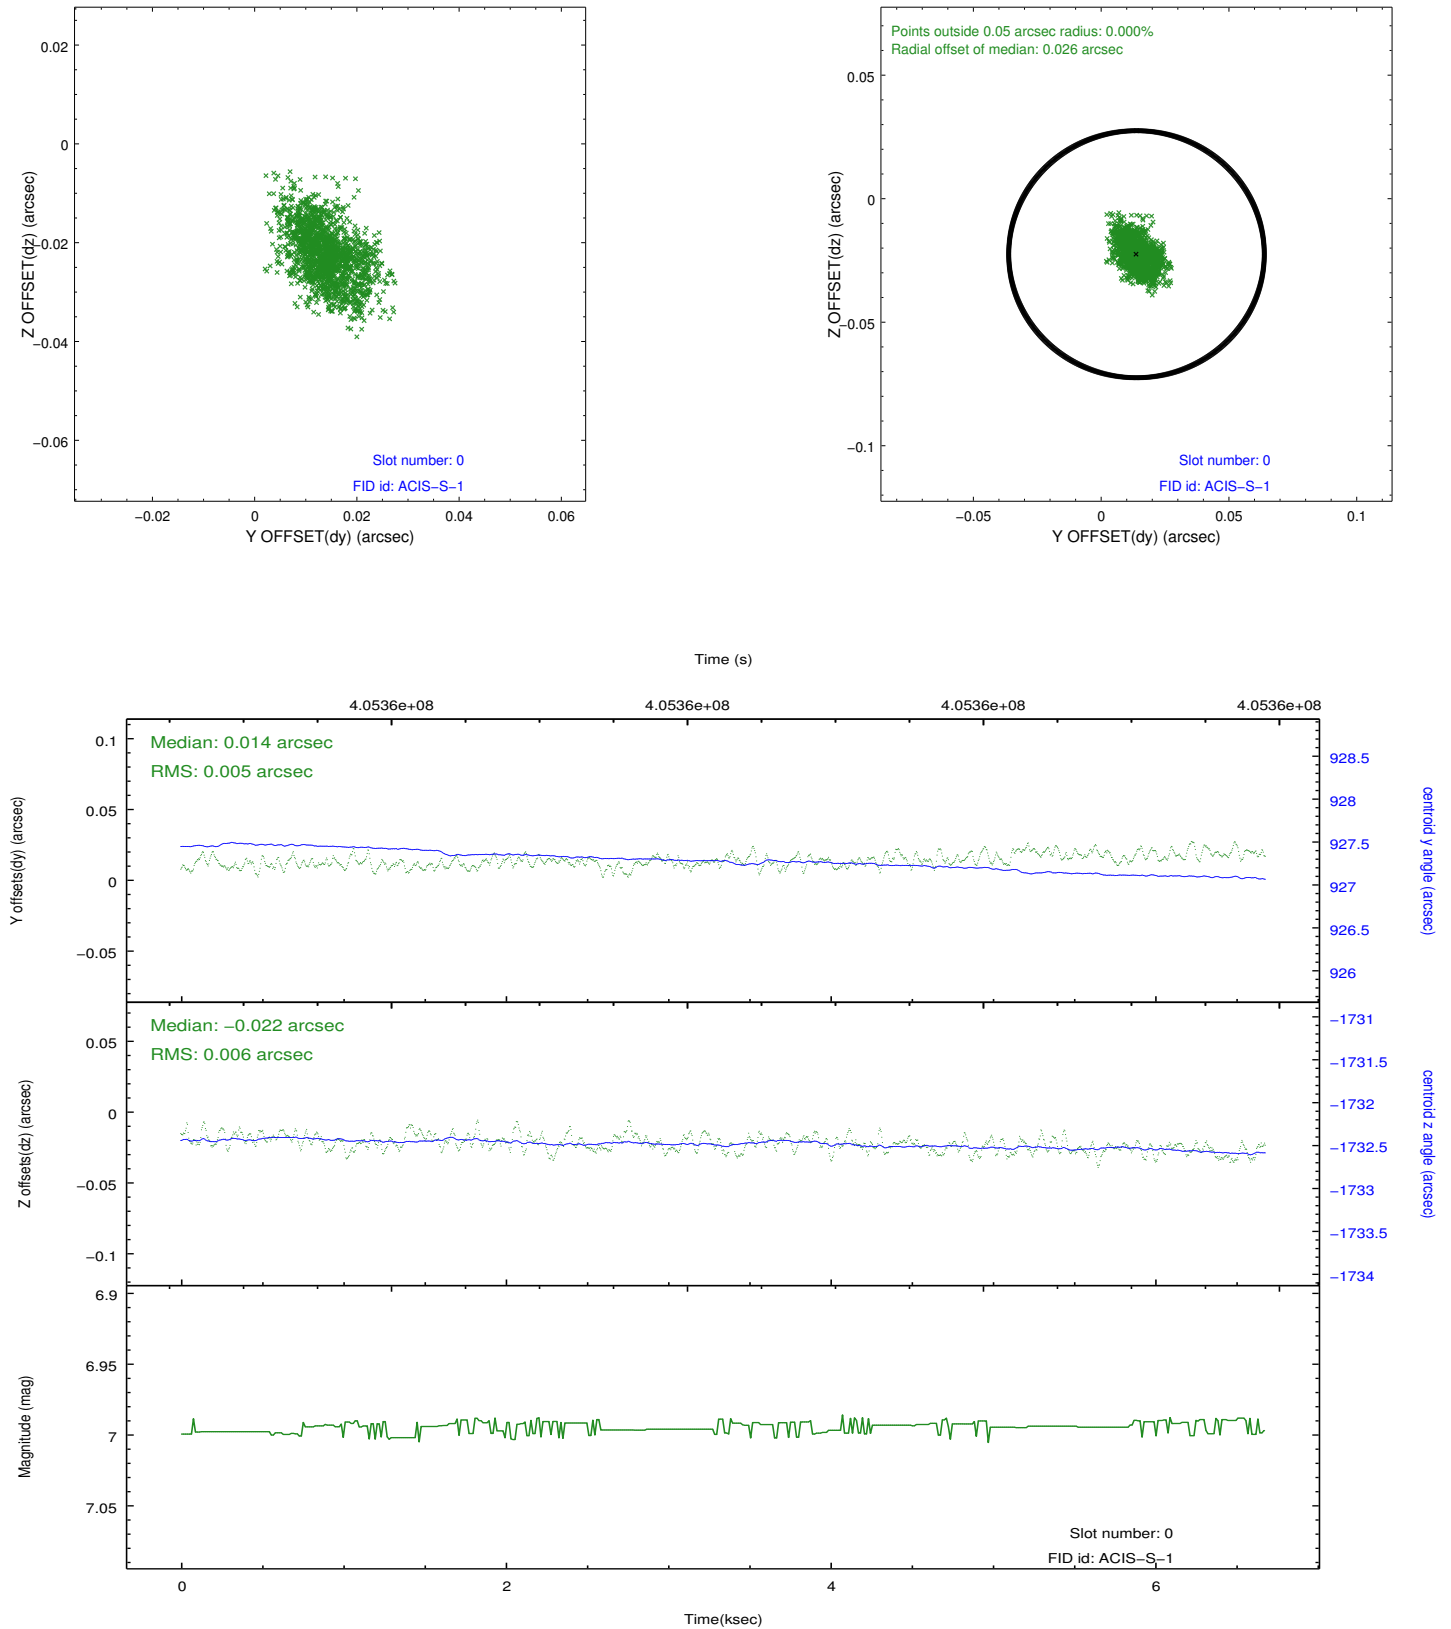 0.02
0
−0.02
−0.04
−0.06
Z OFFSET(dz) (arcsec)
Slot number: 0
FID id: ACIS−S−1
−0.02 0 0.02 0.04 0.06
Y OFFSET(dy) (arcsec)
Points outside 0.05 arcsec radius: 0.000%
Radial offset of median: 0.026 arcsec
0.05
0
−0.05
−0.1
Z OFFSET(dz) (arcsec)
Slot number: 0
FID id: ACIS−S−1
−0.05 0 0.05 0.1
Y OFFSET(dy) (arcsec)
Time (s)
4.0536e+08 4.0536e+08 4.0536e+08 4.0536e+08
Median: 0.014 arcsec
RMS: 0.005 arcsec
0.1
0.05
0
−0.05
Y offsets(dy) (arcsec)
928.5
928
927.5
927
926.5
926
centroid y angle (arcsec)
Median: −0.022 arcsec
RMS: 0.006 arcsec
0.05
0
−0.05
−0.1
Z offsets(dz) (arcsec)
−1731
−1731.5
−1732
−1732.5
−1733
−1733.5
−1734
centroid z angle (arcsec)
6.9
6.95
7
7.05
Magnitude (mag)
Slot number: 0
FID id: ACIS−S−1
0 2 4 6
Time(ksec)